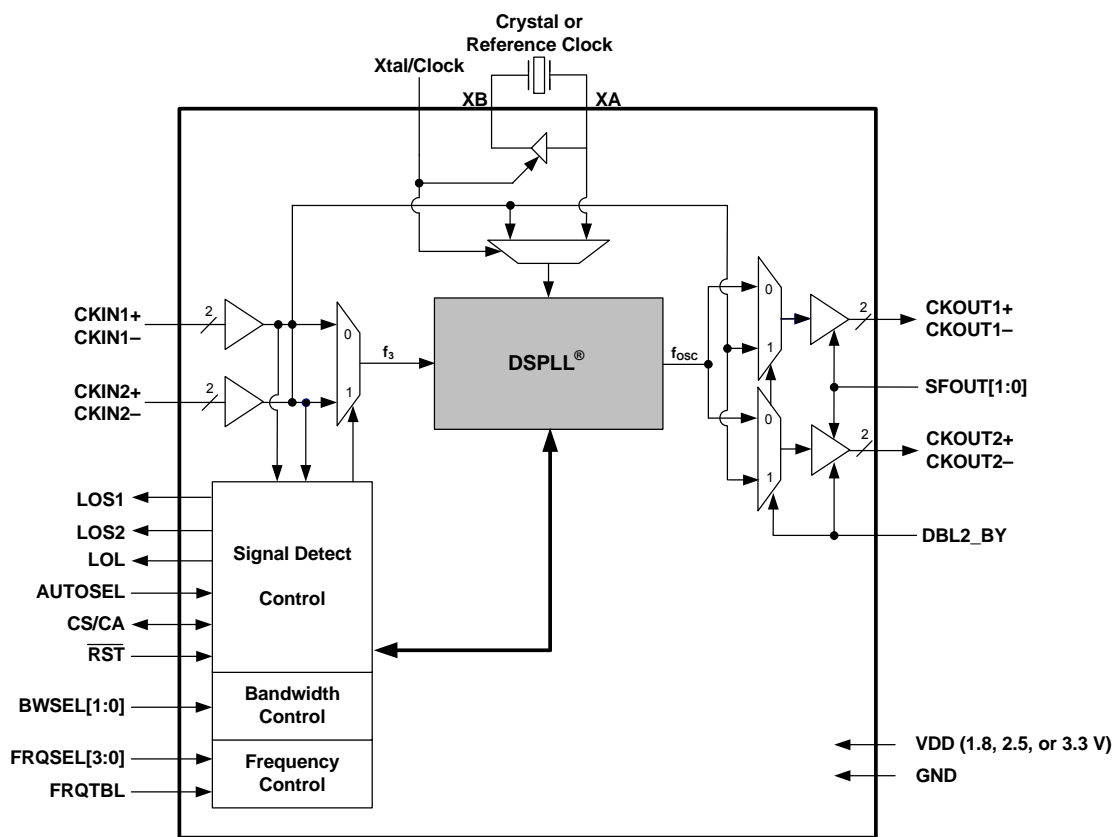 Crystal or
Reference Clock
Xtal/Clock
XB
XA
CKIN1+
CKIN1–
2
0
f3
DSPLL®
fOSC
0
1
2
CKOUT1+
CKOUT1–
SFOUT[1:0]
CKIN2+
CKIN2–
2
1
0
1
2
CKOUT2+
CKOUT2–
DBL2_BY
LOS1
LOS2
LOL
AUTOSEL
CS/CA
RST
Signal Detect
Control
BWSEL[1:0]
Bandwidth
Control
FRQSEL[3:0]
FRQTBL
Frequency
Control
VDD (1.8, 2.5, or 3.3 V)
GND